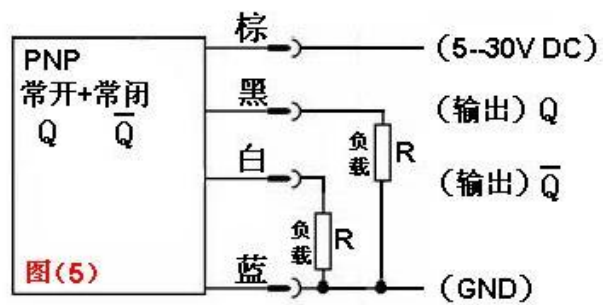 棕 (5--30V DC)
PNP
常开+常闭
Q Q̅
黑 (输出) Q
负载 R
白 (输出) Q̅
负载 R
图(5)
蓝 (GND)